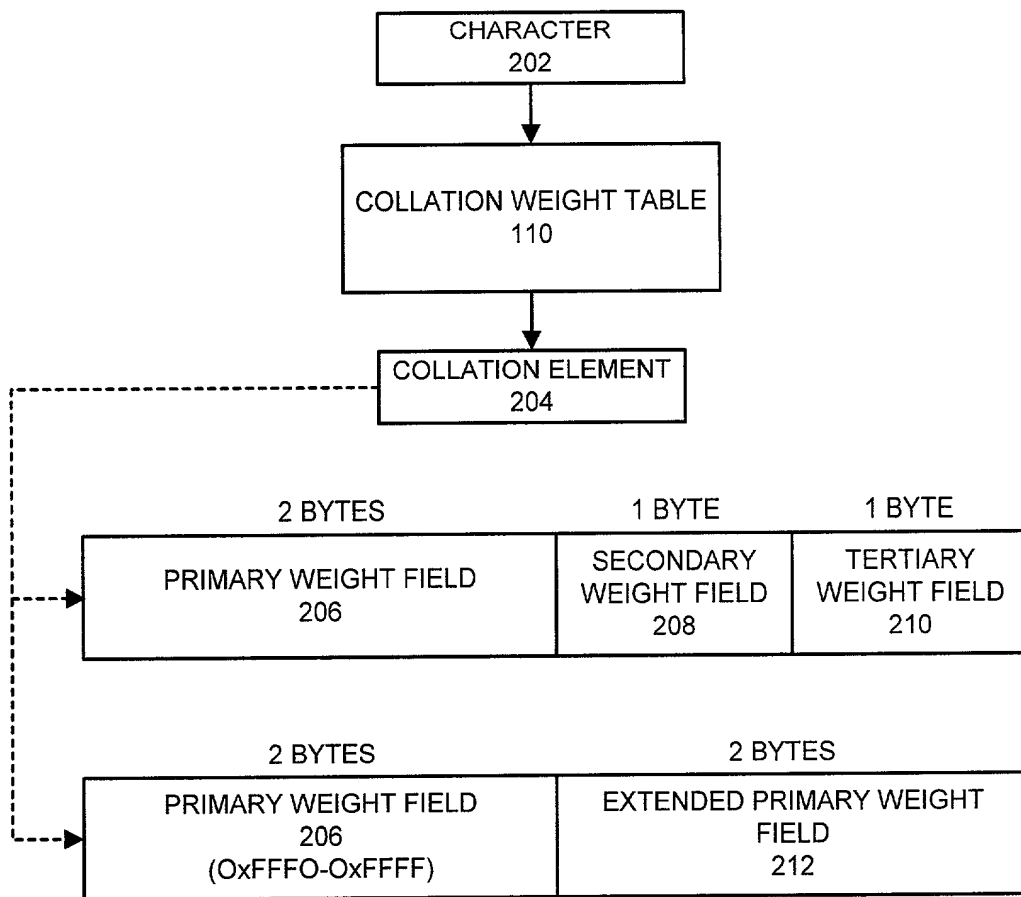 CHARACTER
202
COLLATION WEIGHT TABLE
110
COLLATION ELEMENT
204
2 BYTES
1 BYTE
1 BYTE
PRIMARY WEIGHT FIELD
206
SECONDARY
WEIGHT FIELD
208
TERTIARY
WEIGHT FIELD
210
2 BYTES
2 BYTES
PRIMARY WEIGHT FIELD
206
(OxFFFO-OxFFFF)
EXTENDED PRIMARY WEIGHT
FIELD
212